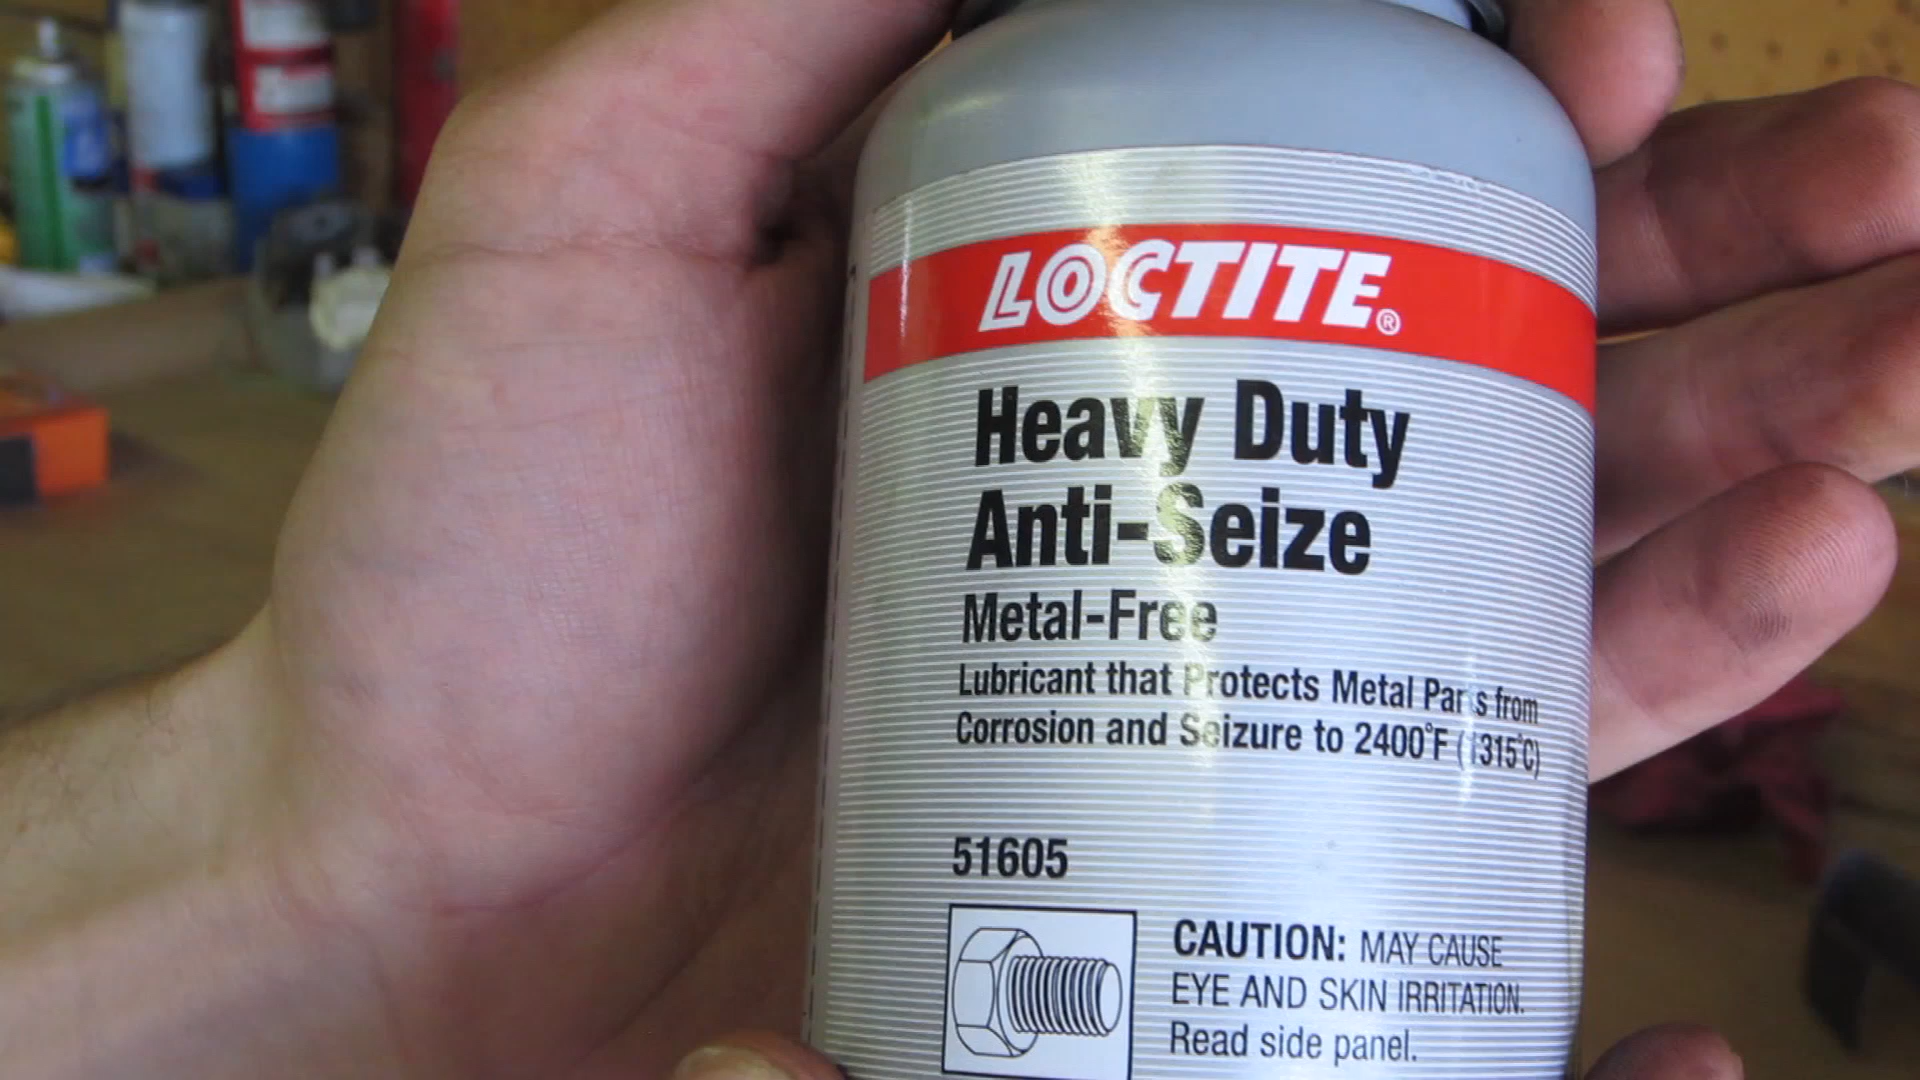 LOCTITE®
Heavy Duty
Anti-Seize
Metal-Free
Lubricant that Protects Metal Parts from
Corrosion and Seizure to 2400°F (1315°C)
51605
CAUTION: MAY CAUSE
EYE AND SKIN IRRITATION.
Read side panel.